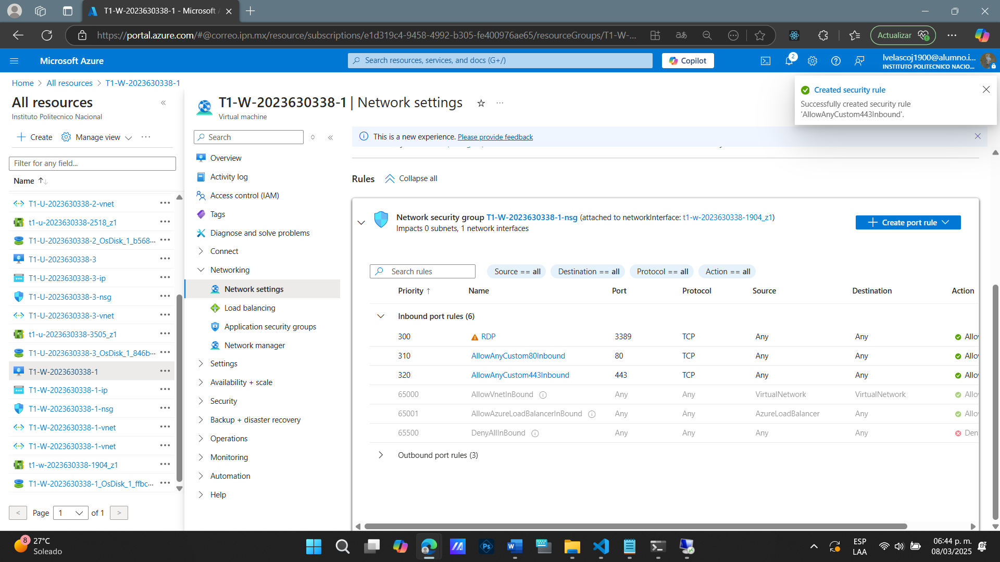 T1-W-2023630338-1 - Microsoft A
https://portal.azure.com/#@correo.ipn.mx/resource/subscriptions/e1d319c4-9458-4992-b305-fe400976ae65/resourceGroups/T1-W-...
Actualizar
Microsoft Azure
Search resources, services, and docs (G+/)
Copilot
2
lvelascoj1900@alumno.i...
INSTITUTO POLITECNICO NACIO...
Home > All resources > T1-W-2023630338-1
Created security rule
Successfully created security rule
'AllowAnyCustom443Inbound'.
All resources
Instituto Politecnico Nacional
Create
Manage view
Filter for any field...
Name
T1-U-2023630338-2-vnet
t1-u-2023630338-2518_z1
T1-U-2023630338-2_OsDisk_1_b568...
T1-U-2023630338-3
T1-U-2023630338-3-ip
T1-U-2023630338-3-nsg
T1-U-2023630338-3-vnet
t1-u-2023630338-3505_z1
T1-U-2023630338-3_OsDisk_1_846b...
T1-W-2023630338-1
T1-W-2023630338-1-ip
T1-W-2023630338-1-nsg
T1-W-2023630338-1-vnet
T1-W-2023630338-1-vnet
t1-w-2023630338-1904_z1
T1-W-2023630338-1_OsDisk_1_ffbc...
< Page 1 of 1 >
T1-W-2023630338-1 | Network settings
Virtual machine
Search
Overview
Activity log
Access control (IAM)
Tags
Diagnose and solve problems
Connect
Networking
Network settings
Load balancing
Application security groups
Network manager
Settings
Availability + scale
Security
Backup + disaster recovery
Operations
Monitoring
Automation
Help
This is a new experience. Please provide feedback
Rules
Collapse all
Network security group T1-W-2023630338-1-nsg (attached to networkInterface: t1-w-2023630338-1904_z1)
Impacts 0 subnets, 1 network interfaces
Create port rule
Search rules
Source == all
Destination == all
Protocol == all
Action == all
Priority ↑ Name Port Protocol Source Destination Action
Inbound port rules (6)
300 RDP 3389 TCP Any Any Allo
310 AllowAnyCustom80Inbound 80 TCP Any Any Allo
320 AllowAnyCustom443Inbound 443 TCP Any Any Allo
65000 AllowVnetInBound Any Any VirtualNetwork VirtualNetwork Allo
65001 AllowAzureLoadBalancerInBound Any Any AzureLoadBalancer Any Allo
65500 DenyAllInBound Any Any Any Any Den
Outbound port rules (3)
8
27°C
Soleado
ESP
LAA
06:44 p. m.
08/03/2025